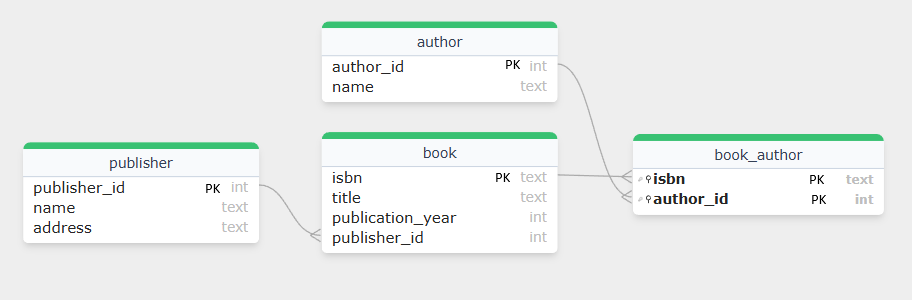 author
author_id PK int
name text
publisher
publisher_id PK int
name text
address text
book
isbn PK text
title text
publication_year int
publisher_id int
book_author
isbn PK text
author_id PK int